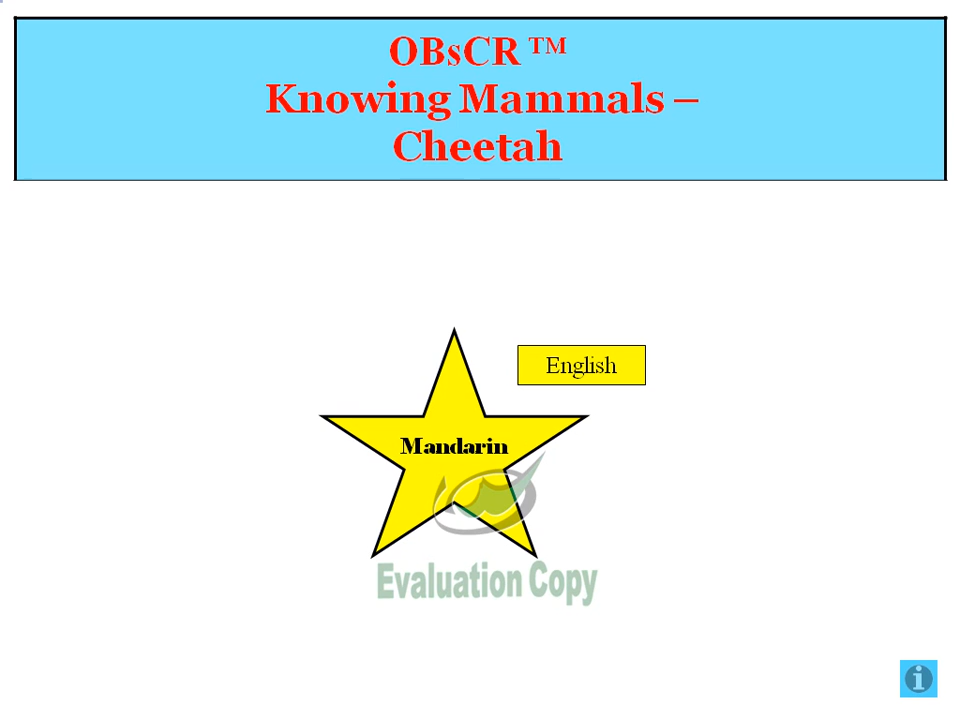 OBsCR ™
Knowing Mammals –
Cheetah
English
Mandarin
Evaluation Copy
i